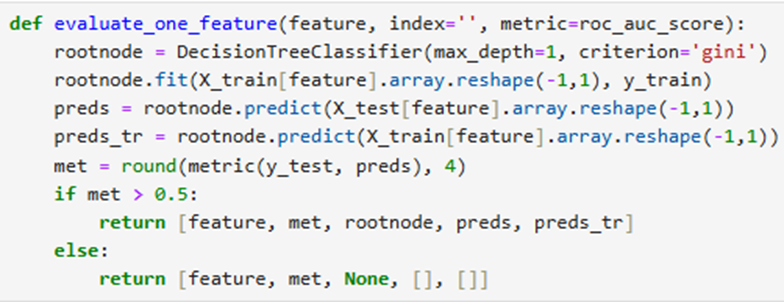 def evaluate_one_feature(feature, index='', metric=roc_auc_score):
    rootnode = DecisionTreeClassifier(max_depth=1, criterion='gini')
    rootnode.fit(X_train[feature].array.reshape(-1,1), y_train)
    preds = rootnode.predict(X_test[feature].array.reshape(-1,1))
    preds_tr = rootnode.predict(X_train[feature].array.reshape(-1,1))
    met = round(metric(y_test, preds), 4)
    if met > 0.5:
        return [feature, met, rootnode, preds, preds_tr]
    else:
        return [feature, met, None, [], []]